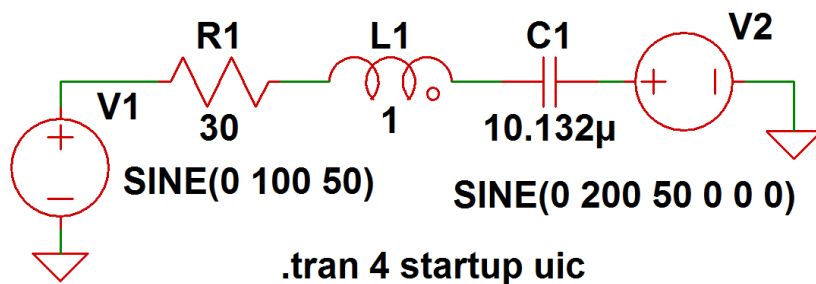 R1
L1
C1
V2
V1
30
1
10.132µ
SINE(0 100 50)
SINE(0 200 50 0 0 0)
.tran 4 startup uic